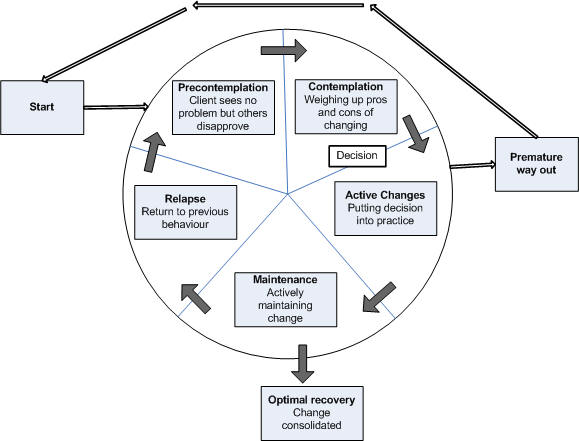 Start
Precontemplation
Client sees no
problem but others
disapprove
Contemplation
Weighing up pros
and cons of
changing
Decision
Premature
way out
Active Changes
Putting decision
into practice
Relapse
Return to previous
behaviour
Maintenance
Actively
maintaining
change
Optimal recovery
Change
consolidated